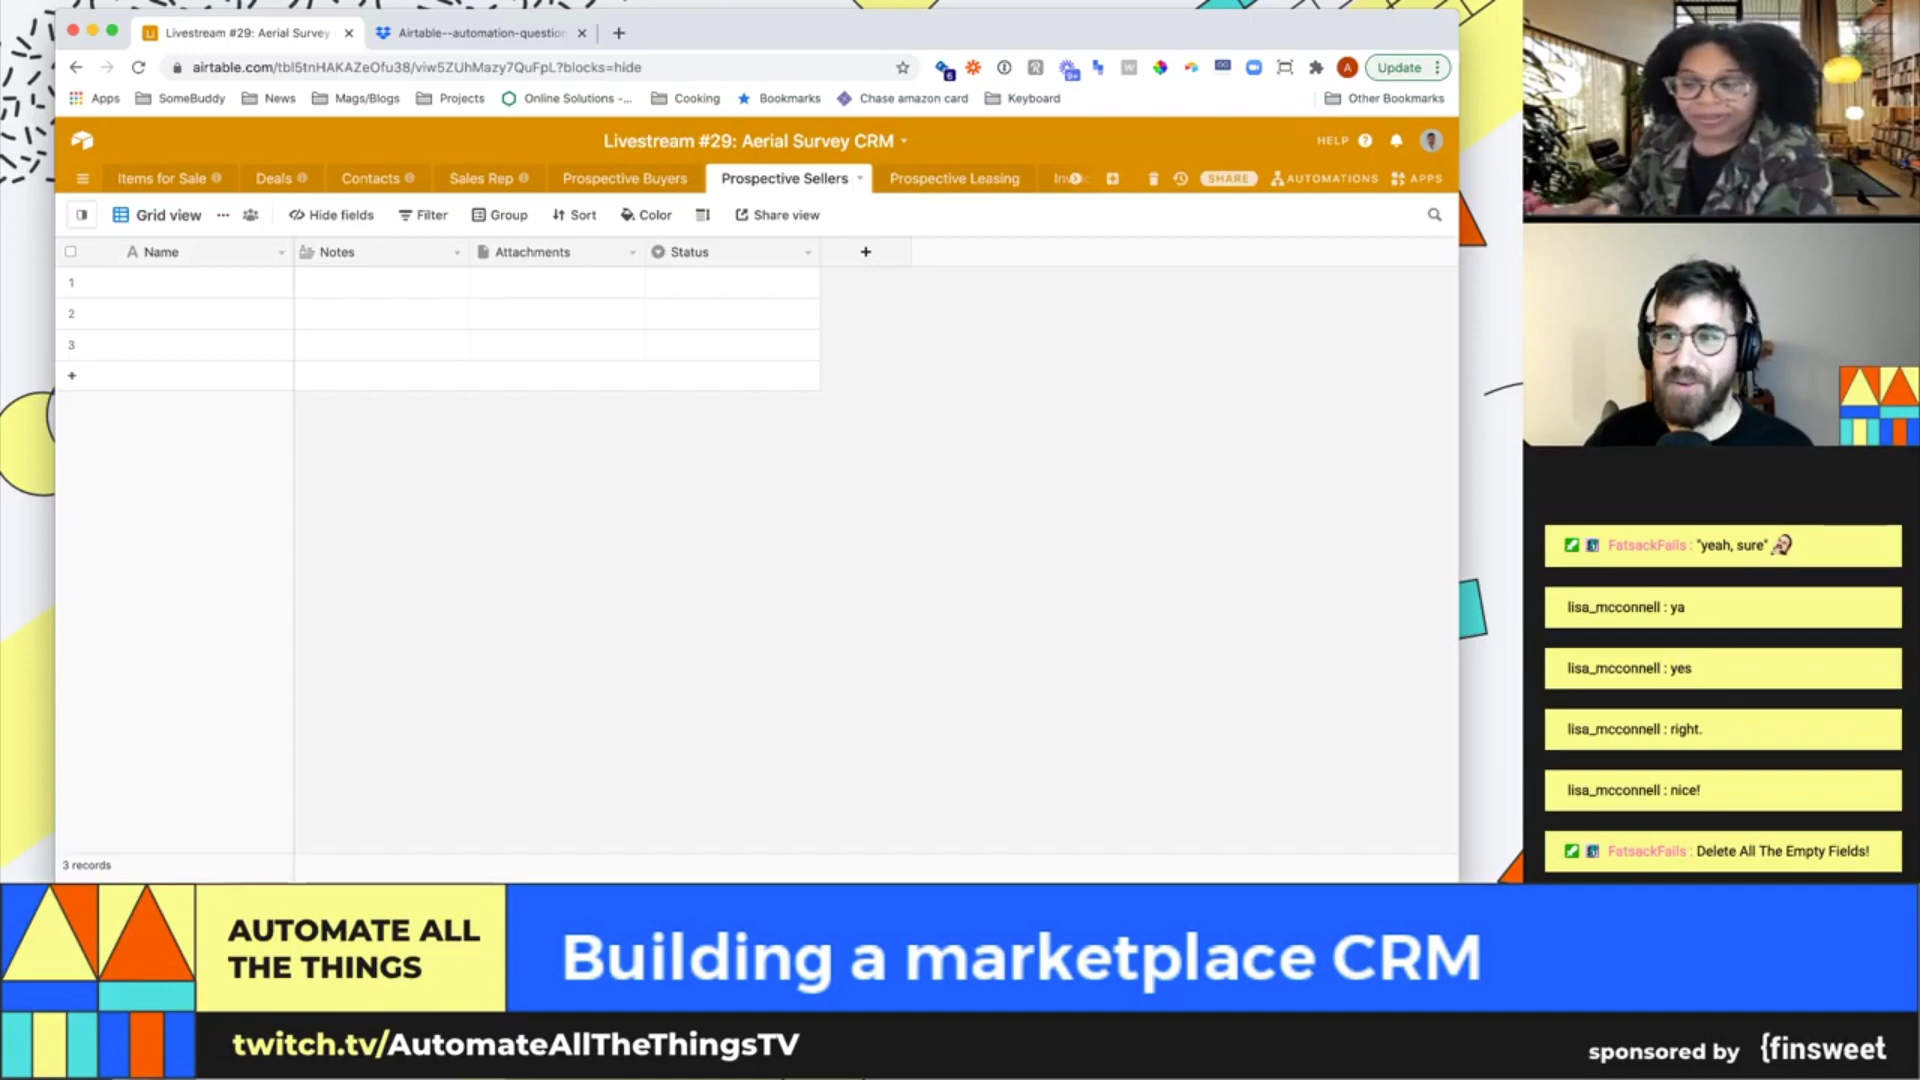 Livestream #29: Aerial Survey
Airtable--automation-question
airtable.com/tbl5tnHAKAZeOfu38/viw5ZUhMazy7QuFpL?blocks=hide
A
Update
Apps
SomeBuddy
News
Mags/Blogs
Projects
Online Solutions -...
Cooking
Bookmarks
Chase amazon card
Keyboard
Other Bookmarks
Livestream #29: Aerial Survey CRM
HELP
Items for Sale
Deals
Contacts
Sales Rep
Prospective Buyers
Prospective Sellers
Prospective Leasing
SHARE
AUTOMATIONS
APPS
Grid view
Hide fields
Filter
Group
Sort
Color
Share view
Name
Notes
Attachments
Status
1
2
3
3 records
FatsackFails : "yeah, sure"
lisa_mcconnell : ya
lisa_mcconnell : yes
lisa_mcconnell : right.
lisa_mcconnell : nice!
FatsackFails : Delete All The Empty Fields!
AUTOMATE ALL
THE THINGS
Building a marketplace CRM
twitch.tv/AutomateAllTheThingsTV
sponsored by {finsweet